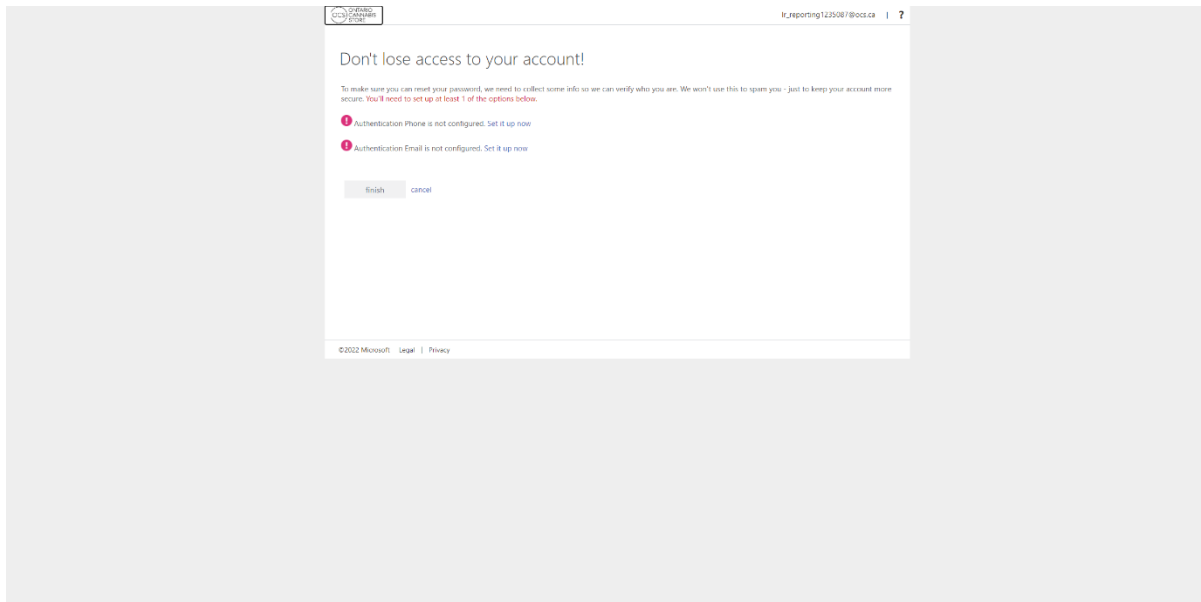 OCS ONTARIO
CANNABIS
STORE
lr_reporting1235087@ocs.ca | ?
Don't lose access to your account!
To make sure you can reset your password, we need to collect some info so we can verify who you are. We won't use this to spam you - just to keep your account more
secure. You'll need to set up at least 1 of the options below.
! Authentication Phone is not configured. Set it up now
! Authentication Email is not configured. Set it up now
finish cancel
©2022 Microsoft Legal | Privacy